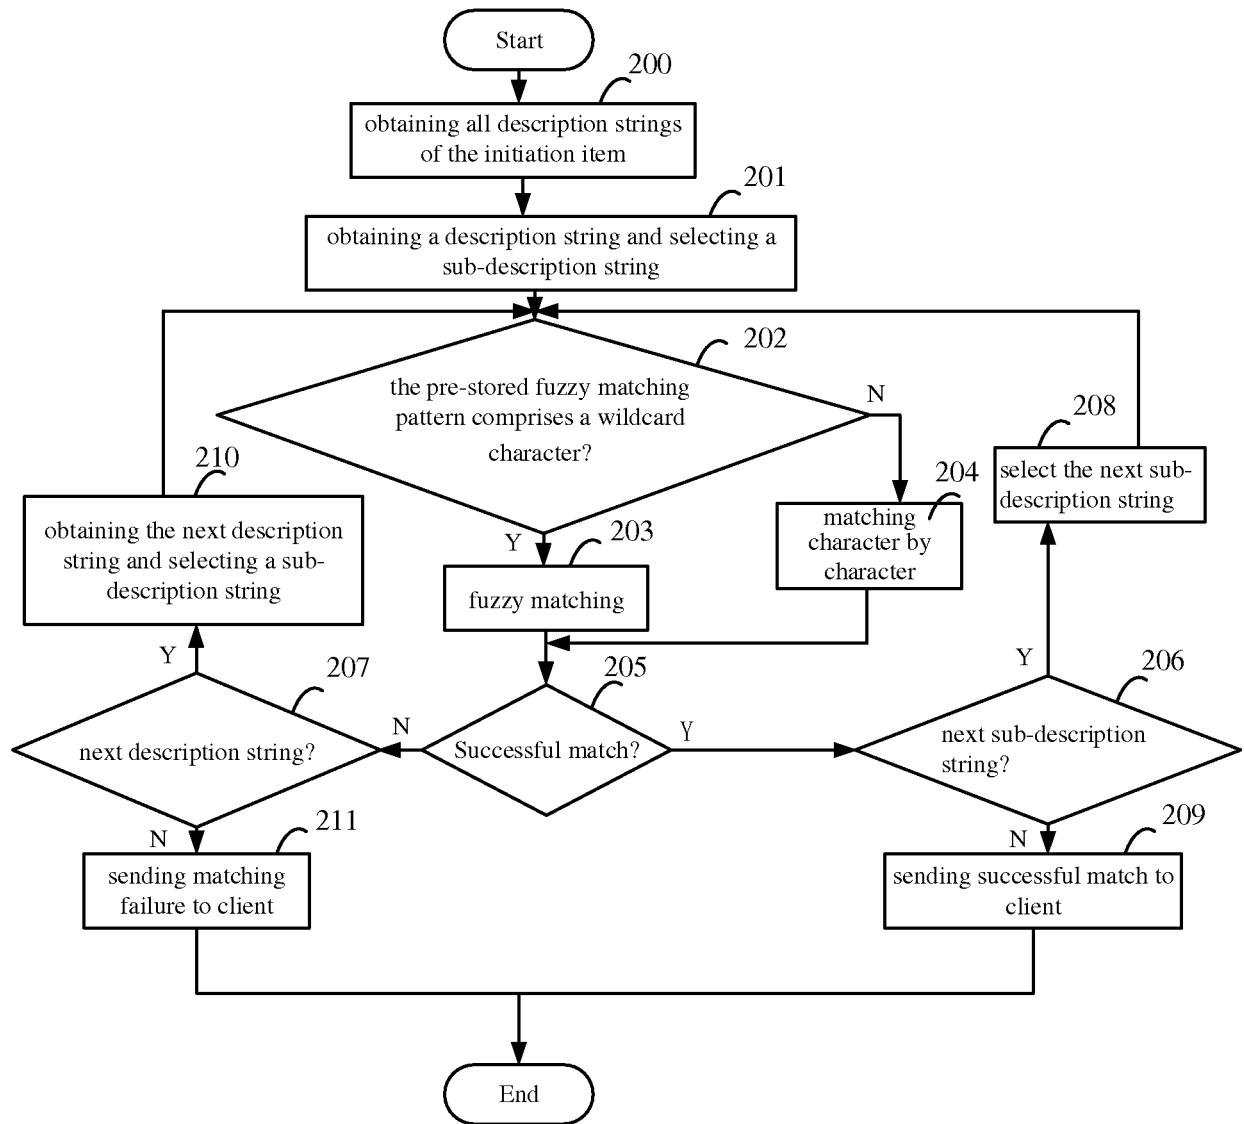 Start
200
obtaining all description strings
of the initiation item
201
obtaining a description string and selecting a
sub-description string
202
the pre-stored fuzzy matching
pattern comprises a wildcard
character?
N
208
select the next sub-
description string
210
obtaining the next description
string and selecting a sub-
description string
204
matching
character by
character
Y
203
fuzzy matching
Y
207
next description string?
N
205
Successful match?
Y
Y
206
next sub-description
string?
N
211
sending matching
failure to client
N
209
sending successful match to
client
End